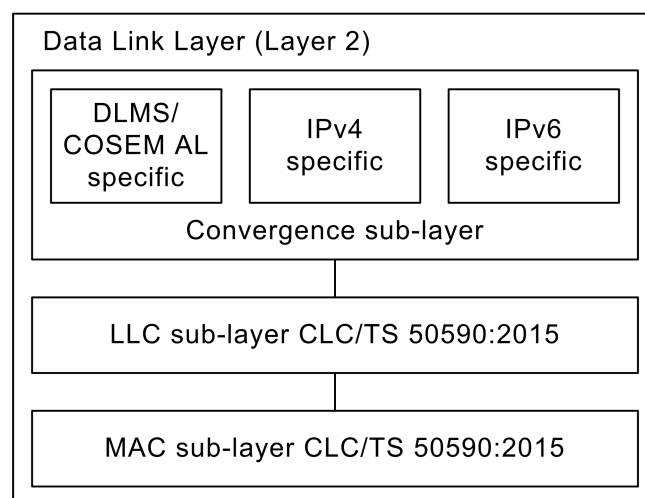 Data Link Layer (Layer 2)
DLMS/
COSEM AL
specific
IPv4
specific
IPv6
specific
Convergence sub-layer
LLC sub-layer CLC/TS 50590:2015
MAC sub-layer CLC/TS 50590:2015